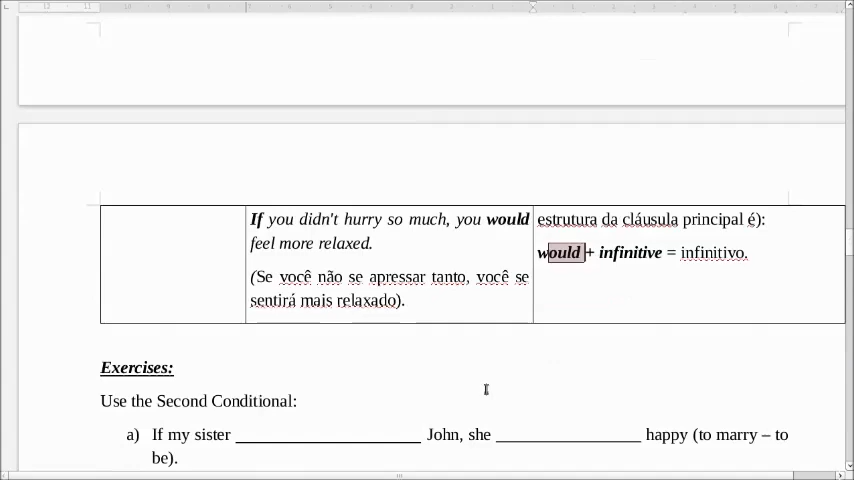 If you didn't hurry so much, you would
feel more relaxed.
(Se você não se apressar tanto, você se
sentirá mais relaxado).
estrutura da cláusula principal é):
would + infinitive = infinitivo.
Exercises:
Use the Second Conditional:
a) If my sister ______________________ John, she _________________ happy (to marry – to
be).